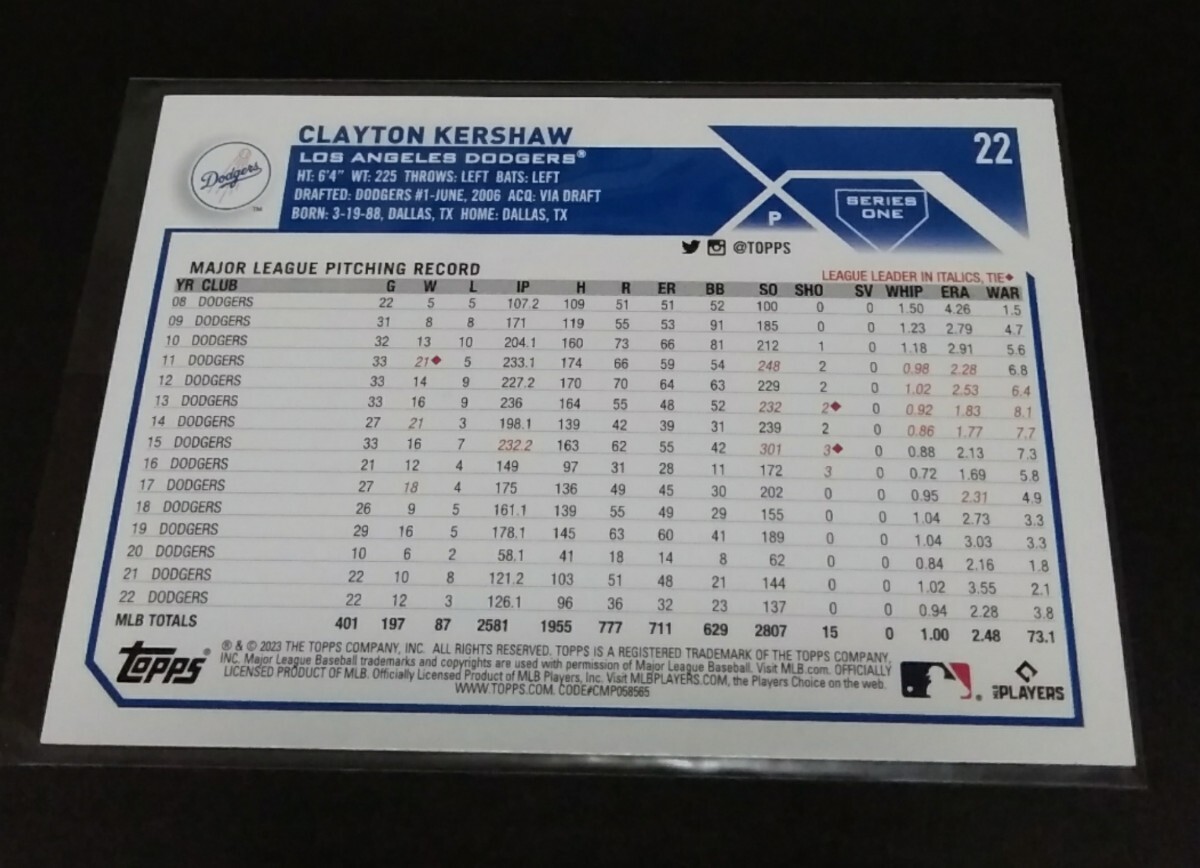 CLAYTON KERSHAW
22
LOS ANGELES DODGERS®
HT: 6'4" WT: 225 THROWS: LEFT BATS: LEFT
DRAFTED: DODGERS #1-JUNE, 2006 ACQ: VIA DRAFT
BORN: 3-19-88, DALLAS, TX HOME: DALLAS, TX
Dodgers
TM
P
SERIES
ONE
@TOPPS
MAJOR LEAGUE PITCHING RECORD
LEAGUE LEADER IN ITALICS, TIE◆
YR CLUB G W L IP H R ER BB SO SHO SV WHIP ERA WAR
08 DODGERS 22 5 5 107.2 109 51 51 52 100 0 0 1.50 4.26 1.5
09 DODGERS 31 8 8 171 119 55 53 91 185 0 0 1.23 2.79 4.7
10 DODGERS 32 13 10 204.1 160 73 66 81 212 1 0 1.18 2.91 5.6
11 DODGERS 33 21◆ 5 233.1 174 66 59 54 248 2 0 0.98 2.28 6.8
12 DODGERS 33 14 9 227.2 170 70 64 63 229 2 0 1.02 2.53 6.4
13 DODGERS 33 16 9 236 164 55 48 52 232 2◆ 0 0.92 1.83 8.1
14 DODGERS 27 21 3 198.1 139 42 39 31 239 2 0 0.86 1.77 7.7
15 DODGERS 33 16 7 232.2 163 62 55 42 301 3◆ 0 0.88 2.13 7.3
16 DODGERS 21 12 4 149 97 31 28 11 172 3 0 0.72 1.69 5.8
17 DODGERS 27 18 4 175 136 49 45 30 202 0 0 0.95 2.31 4.9
18 DODGERS 26 9 5 161.1 139 55 49 29 155 0 0 1.04 2.73 3.3
19 DODGERS 29 16 5 178.1 145 63 60 41 189 0 0 1.04 3.03 3.3
20 DODGERS 10 6 2 58.1 41 18 14 8 62 0 0 0.84 2.16 1.8
21 DODGERS 22 10 8 121.2 103 51 48 21 144 0 0 1.02 3.55 2.1
22 DODGERS 22 12 3 126.1 96 36 32 23 137 0 0 0.94 2.28 3.8
MLB TOTALS 401 197 87 2581 1955 777 711 629 2807 15 0 1.00 2.48 73.1
TOPPS®
® & © 2023 THE TOPPS COMPANY, INC. ALL RIGHTS RESERVED. TOPPS IS A REGISTERED TRADEMARK OF THE TOPPS COMPANY,
INC. Major League Baseball trademarks and copyrights are used with permission of Major League Baseball. Visit MLB.com. OFFICIALLY
LICENSED PRODUCT OF MLB. Officially Licensed Product of MLB Players, Inc. Visit MLBPLAYERS.COM, the Players Choice on the web.
WWW.TOPPS.COM. CODE#CMP058565
®
MLB PLAYERS